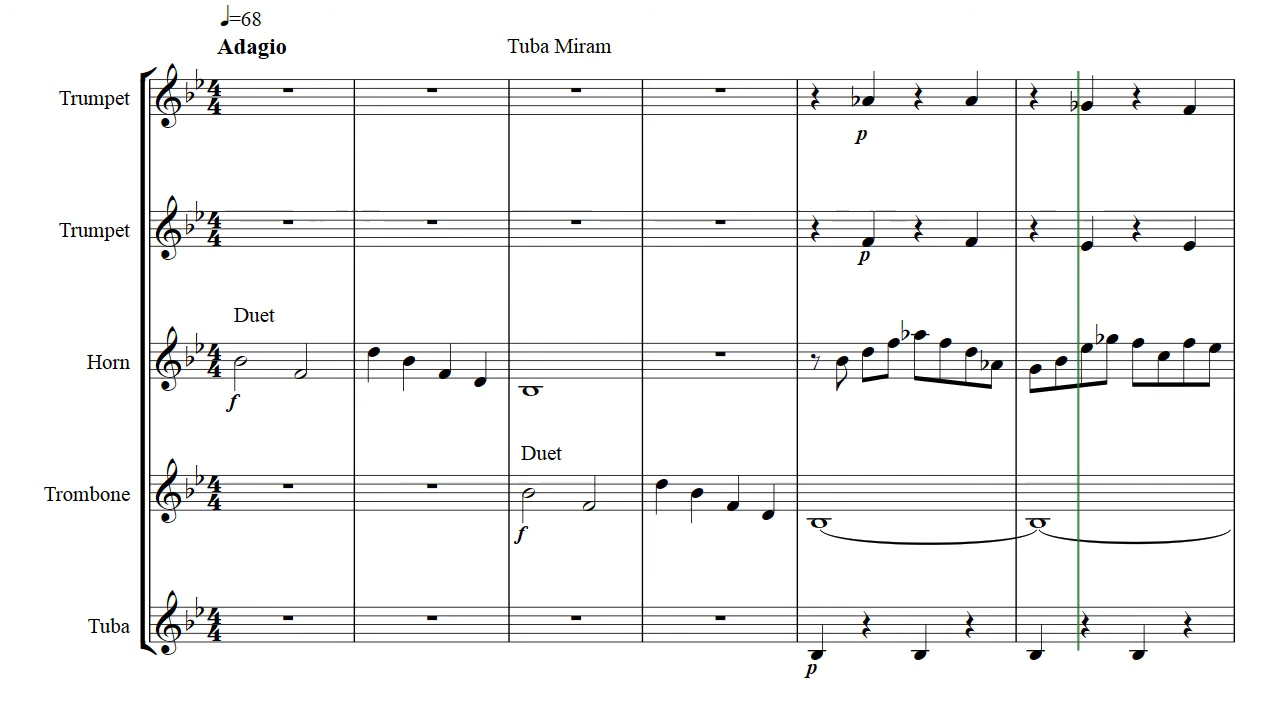 ♩=68
Adagio
Tuba Miram
Trumpet
p
Trumpet
p
Duet
Horn
f
Duet
Trombone
f
Tuba
p